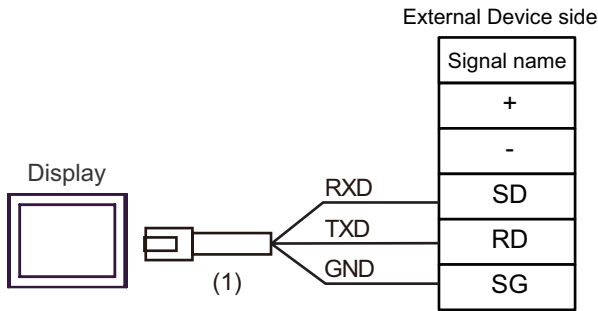 External Device side
Signal name
+
-
Display
RXD
SD
TXD
RD
GND
SG
(1)